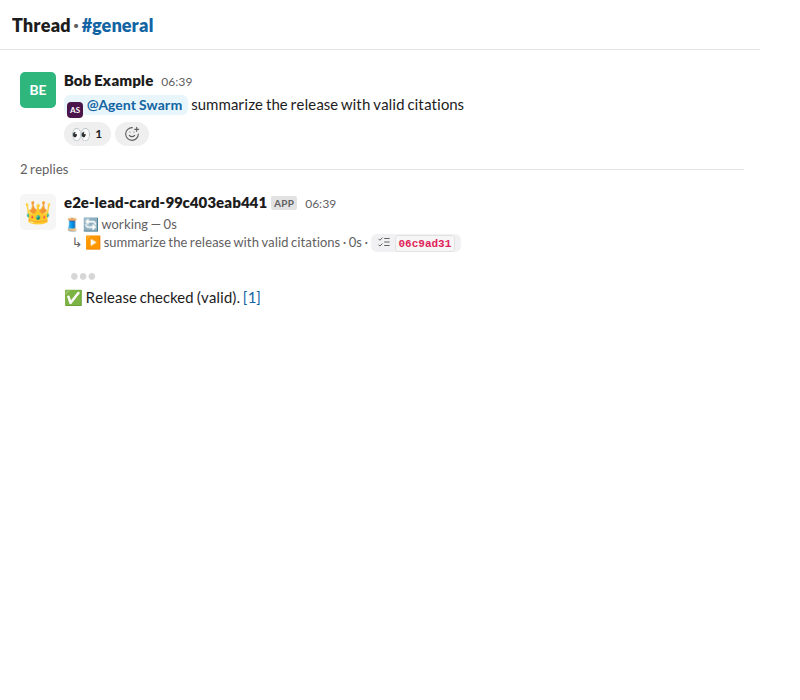 Thread • #general
BE
Bob Example 06:39
AS @Agent Swarm summarize the release with valid citations
👀 1
2 replies
e2e-lead-card-99c403eab441 APP 06:39
🧵 🔄 working — 0s
↳ ▶️ summarize the release with valid citations · 0s · 06c9ad31
✅ Release checked (valid). [1]